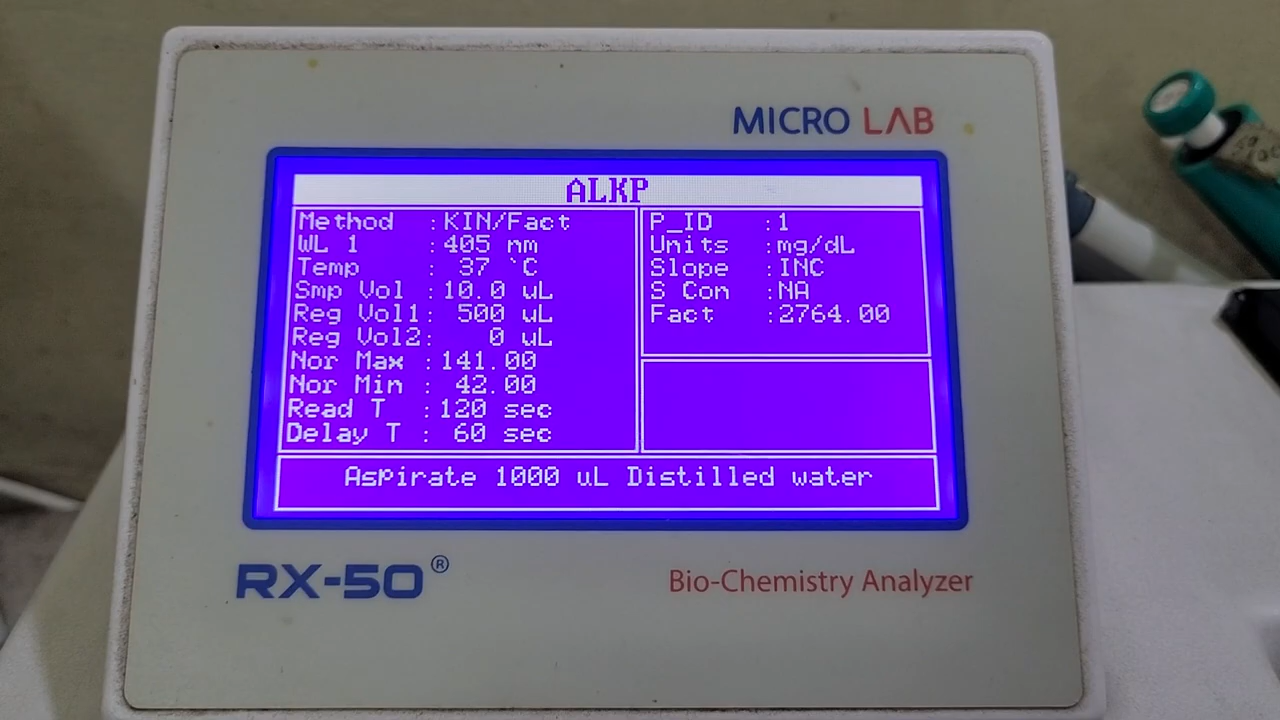 MICRO LAB
ALKP
Method : KIN/Fact
WL 1 : 405 nm
Temp : 37 `C
Smp Vol : 10.0 uL
Reg Vol1: 500 uL
Reg Vol2: 0 uL
Nor Max : 141.00
Nor Min : 42.00
Read T : 120 sec
Delay T : 60 sec
P_ID :1
Units :mg/dL
Slope :INC
S Con :NA
Fact :2764.00
Aspirate 1000 uL Distilled water
RX-50®
Bio-Chemistry Analyzer